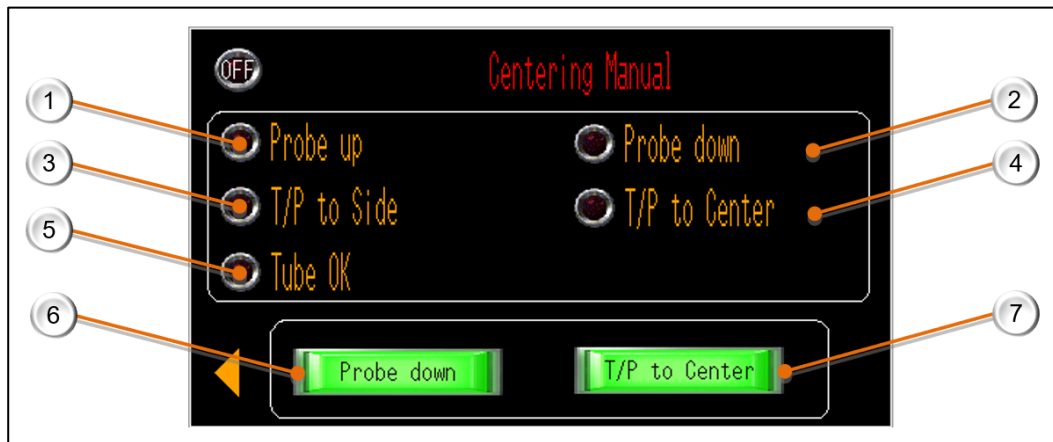 OFF Centering Manual
1 Probe up Probe down 2
3 T/P to Side T/P to Center 4
5 Tube OK
6 Probe down T/P to Center 7